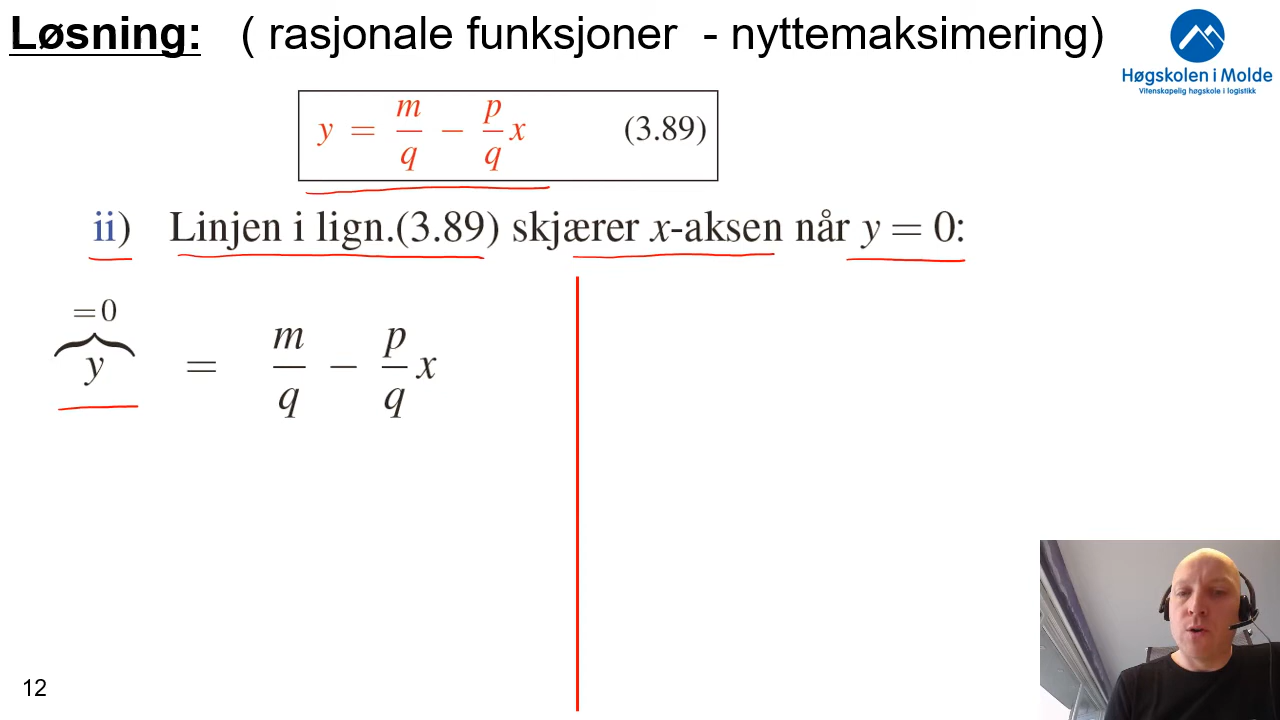 Løsning: ( rasjonale funksjoner - nyttemaksimering)
Høgskolen i Molde
Vitenskapelig høgskole i logistikk
y = m/q − p/q x (3.89)
ii) Linjen i lign.(3.89) skjærer x-aksen når y = 0:
=0
y = m/q − p/q x
12